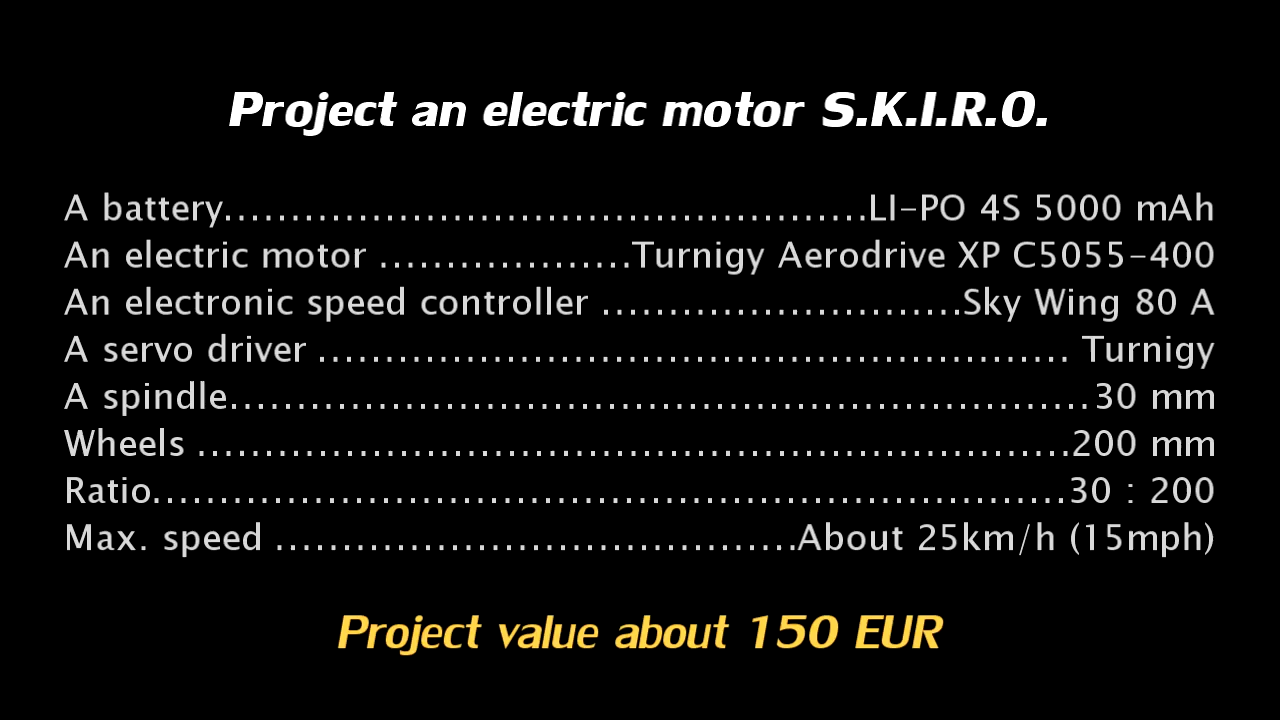 Project an electric motor S.K.I.R.O.
A battery................................................LI-PO 4S 5000 mAh
An electric motor ...................Turnigy Aerodrive XP C5055-400
An electronic speed controller ...........................Sky Wing 80 A
A servo driver ........................................................ Turnigy
A spindle................................................................30 mm
Wheels .................................................................200 mm
Ratio....................................................................30 : 200
Max. speed .......................................About 25km/h (15mph)
Project value about 150 EUR